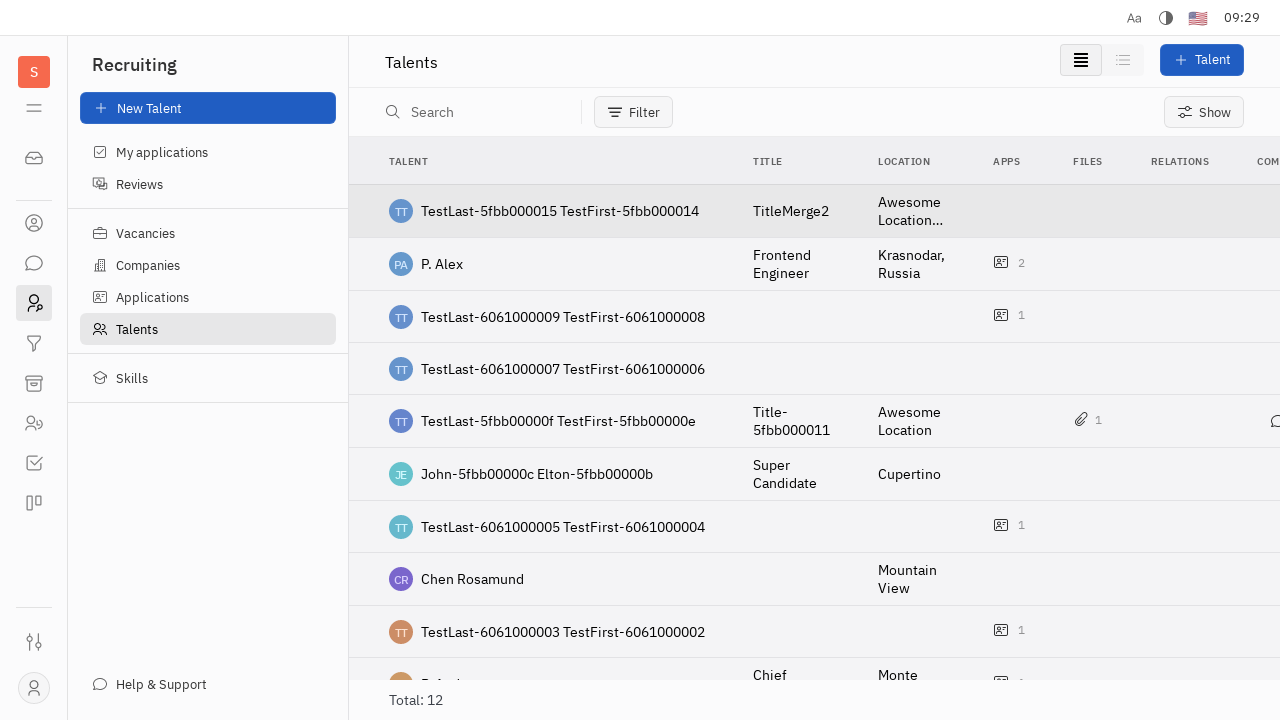 Aa
09:29
S
Recruiting
New Talent
My applications
Reviews
Vacancies
Companies
Applications
Talents
Skills
Help & Support
Talents
Talent
Search
Filter
Show
TALENT TITLE LOCATION APPS FILES RELATIONS COM
TT TestLast-5fbb000015 TestFirst-5fbb000014 TitleMerge2 Awesome
Location...
PA P. Alex Frontend Engineer Krasnodar, Russia 2
TT TestLast-6061000009 TestFirst-6061000008 1
TT TestLast-6061000007 TestFirst-6061000006
TT TestLast-5fbb00000f TestFirst-5fbb00000e Title-
5fbb000011 Awesome
Location 1
JE John-5fbb00000c Elton-5fbb00000b Super
Candidate Cupertino
TT TestLast-6061000005 TestFirst-6061000004 1
CR Chen Rosamund Mountain
View
TT TestLast-6061000003 TestFirst-6061000002 1
Chief Monte
Total: 12